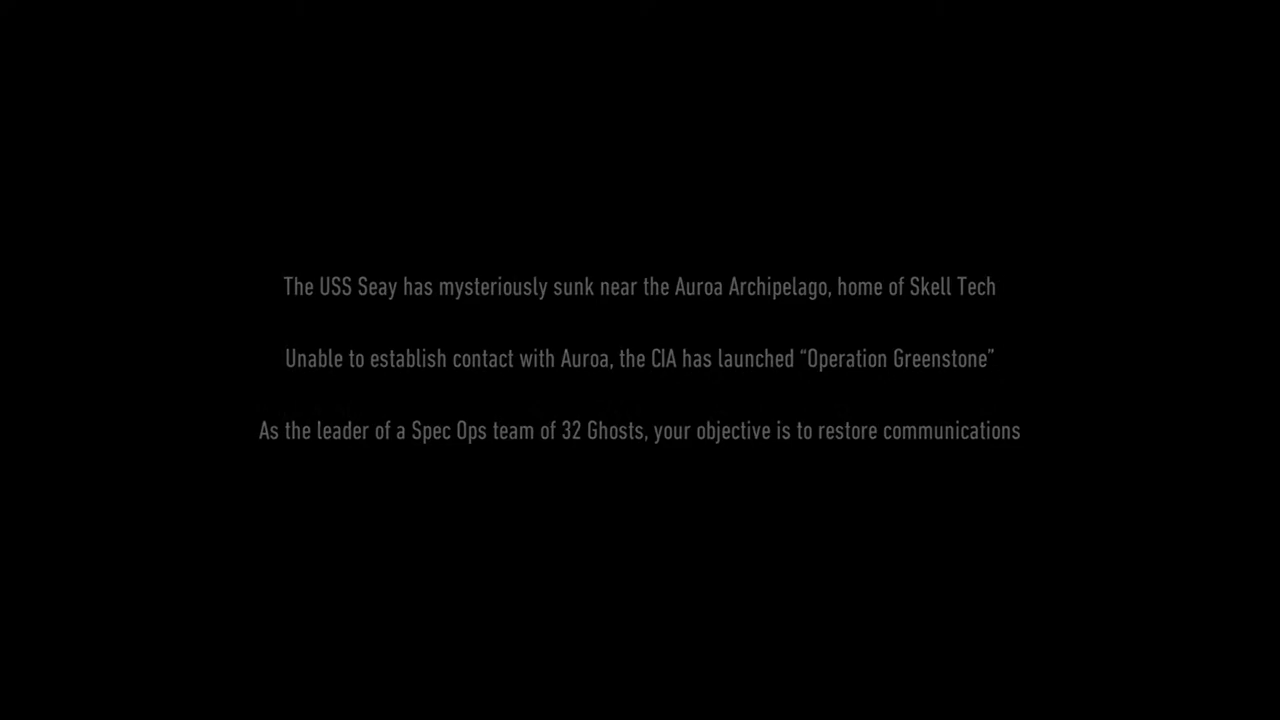 The USS Seay has mysteriously sunk near the Auroa Archipelago, home of Skell Tech
Unable to establish contact with Auroa, the CIA has launched “Operation Greenstone”
As the leader of a Spec Ops team of 32 Ghosts, your objective is to restore communications